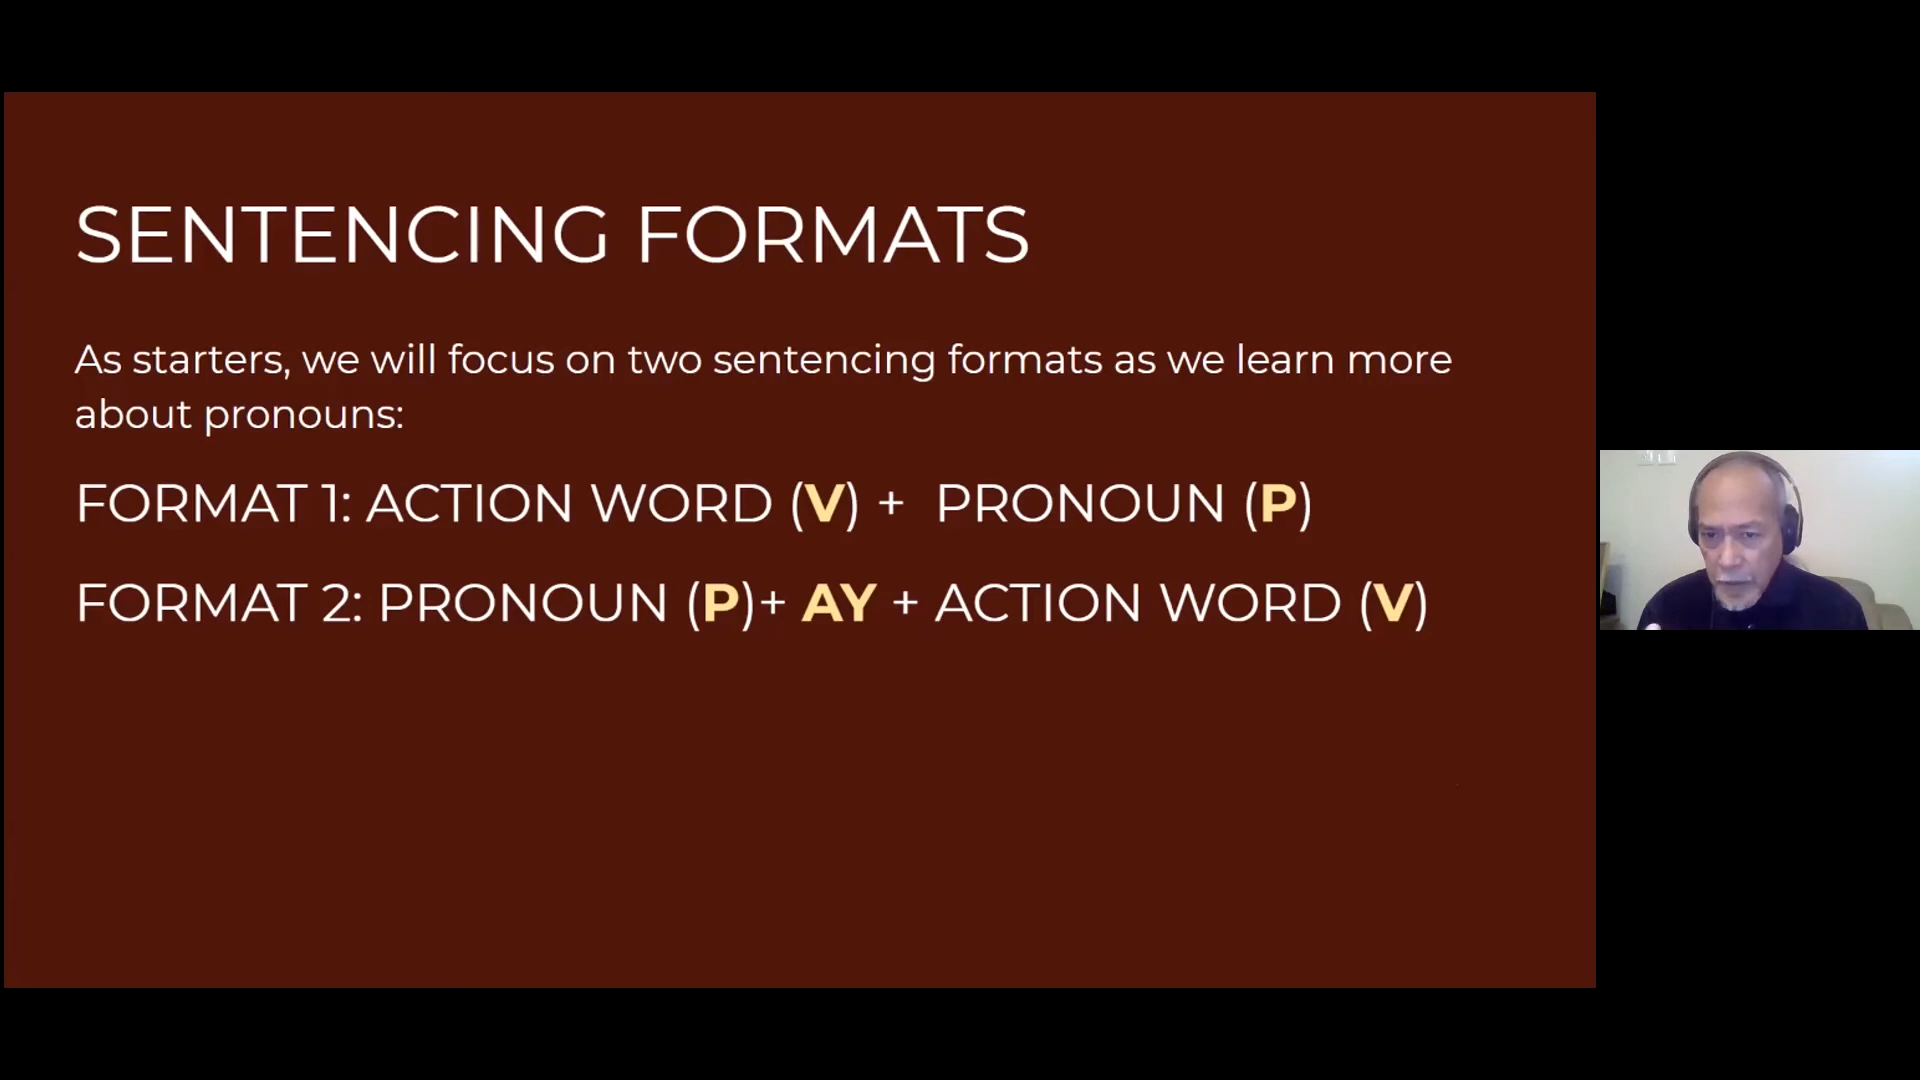 SENTENCING FORMATS
As starters, we will focus on two sentencing formats as we learn more
about pronouns:
FORMAT 1: ACTION WORD (V) + PRONOUN (P)
FORMAT 2: PRONOUN (P)+ AY + ACTION WORD (V)